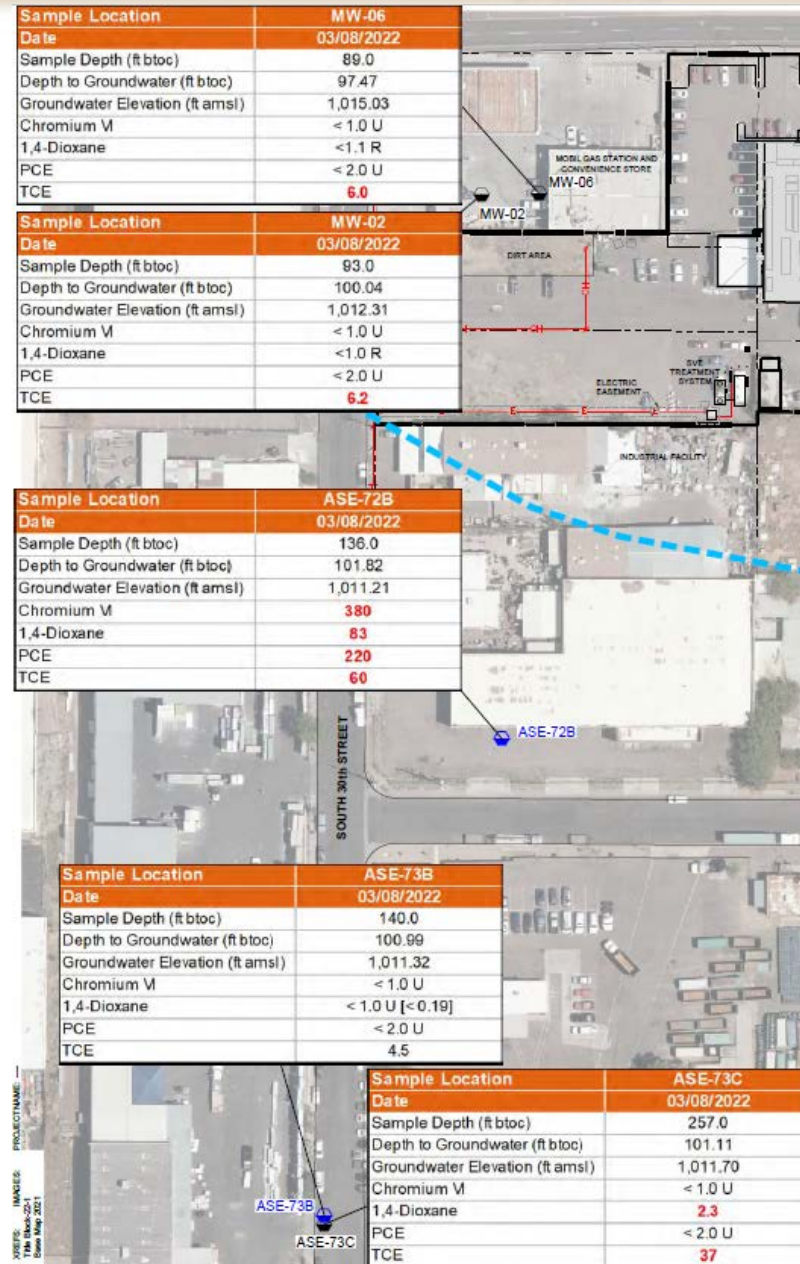 Sample Location MW-06
Date 03/08/2022
Sample Depth (ft btoc) 89.0
Depth to Groundwater (ft btoc) 97.47
Groundwater Elevation (ft amsl) 1,015.03
Chromium VI < 1.0 U
1,4-Dioxane <1.1 R
PCE < 2.0 U
TCE 6.0
MOBIL GAS STATION AND
CONVENIENCE STORE
MW-06
MW-02
Sample Location MW-02
Date 03/08/2022
Sample Depth (ft btoc) 93.0
Depth to Groundwater (ft btoc) 100.04
Groundwater Elevation (ft amsl) 1,012.31
Chromium VI < 1.0 U
1,4-Dioxane <1.0 R
PCE < 2.0 U
TCE 6.2
DIRT AREA
SVE
TREATMENT
SYSTEM
ELECTRIC
EASEMENT
E E E
INDUSTRIAL FACILITY
Sample Location ASE-72B
Date 03/08/2022
Sample Depth (ft btoc) 136.0
Depth to Groundwater (ft btoc) 101.82
Groundwater Elevation (ft amsl) 1,011.21
Chromium VI 380
1,4-Dioxane 83
PCE 220
TCE 60
ASE-72B
SOUTH 30th STREET
Sample Location ASE-73B
Date 03/08/2022
Sample Depth (ft btoc) 140.0
Depth to Groundwater (ft btoc) 100.99
Groundwater Elevation (ft amsl) 1,011.32
Chromium VI < 1.0 U
1,4-Dioxane < 1.0 U [<0.19]
PCE < 2.0 U
TCE 4.5
Sample Location ASE-73C
Date 03/08/2022
Sample Depth (ft btoc) 257.0
Depth to Groundwater (ft btoc) 101.11
Groundwater Elevation (ft amsl) 1,011.70
Chromium VI < 1.0 U
1,4-Dioxane 2.3
PCE < 2.0 U
TCE 37
ASE-73B
ASE-73C
XREFS: IMAGES: PROJECTNAME: —
Title Block-22-1
Base Map 2021